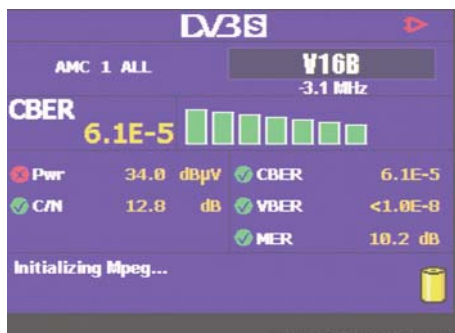 DVB S
AMC 1 ALL
V16B
-3.1 MHz
CBER
6.1E-5
Pwr 34.0 dBµV
CBER 6.1E-5
C/N 12.8 dB
VBER <1.0E-8
MER 10.2 dB
Initializing Mpeg...